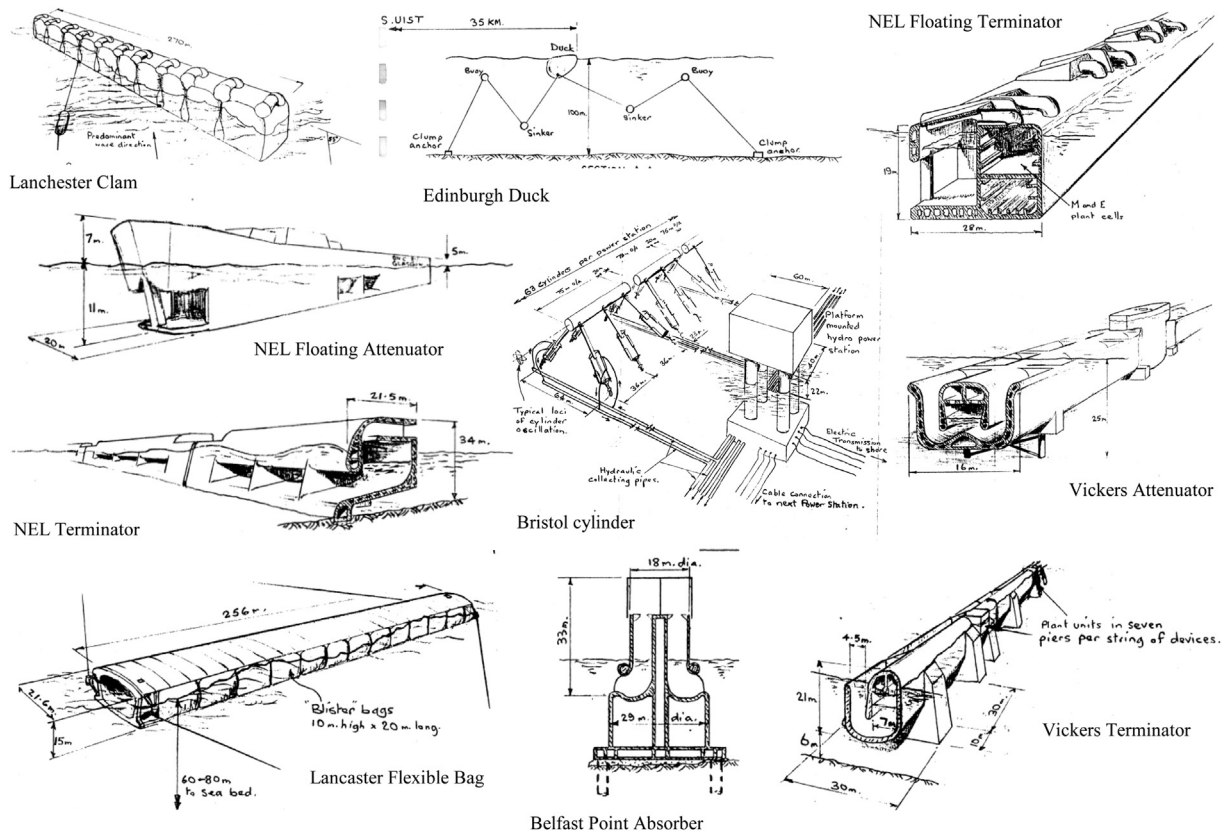 270m.
Predominant
wave direction
55°
Lanchester Clam
S. UIST
35 KM.
Duck
Buoy
Buoy
100m.
Sinker
Sinker
Clump
anchor
Clump
anchor.
Edinburgh Duck
NEL Floating Terminator
19m.
M and E
plant cells
28m.
7m.
5m.
11m.
20m.
NEL Floating Attenuator
63 cylinders per power station
60m.
Platform
mounted
hydro power
station
40m.
22m.
36m.
36m.
Typical loci
of cylinder
oscillation.
Hydraulic
collecting pipes.
Electric
Transmission
to shore
Cable connection
to next Power Station.
Bristol cylinder
25m.
16m.
Vickers Attenuator
21.5m.
34m.
NEL Terminator
256m.
21.6m.
15m
"Blister" bags
10m. high x 20m. long.
60-80m
to sea bed.
Lancaster Flexible Bag
18m. dia.
33m.
29m. dia.
Belfast Point Absorber
Plant units in seven
piers per string of devices.
4.5m.
21m
7m
30m.
10m
6m
30m.
Vickers Terminator